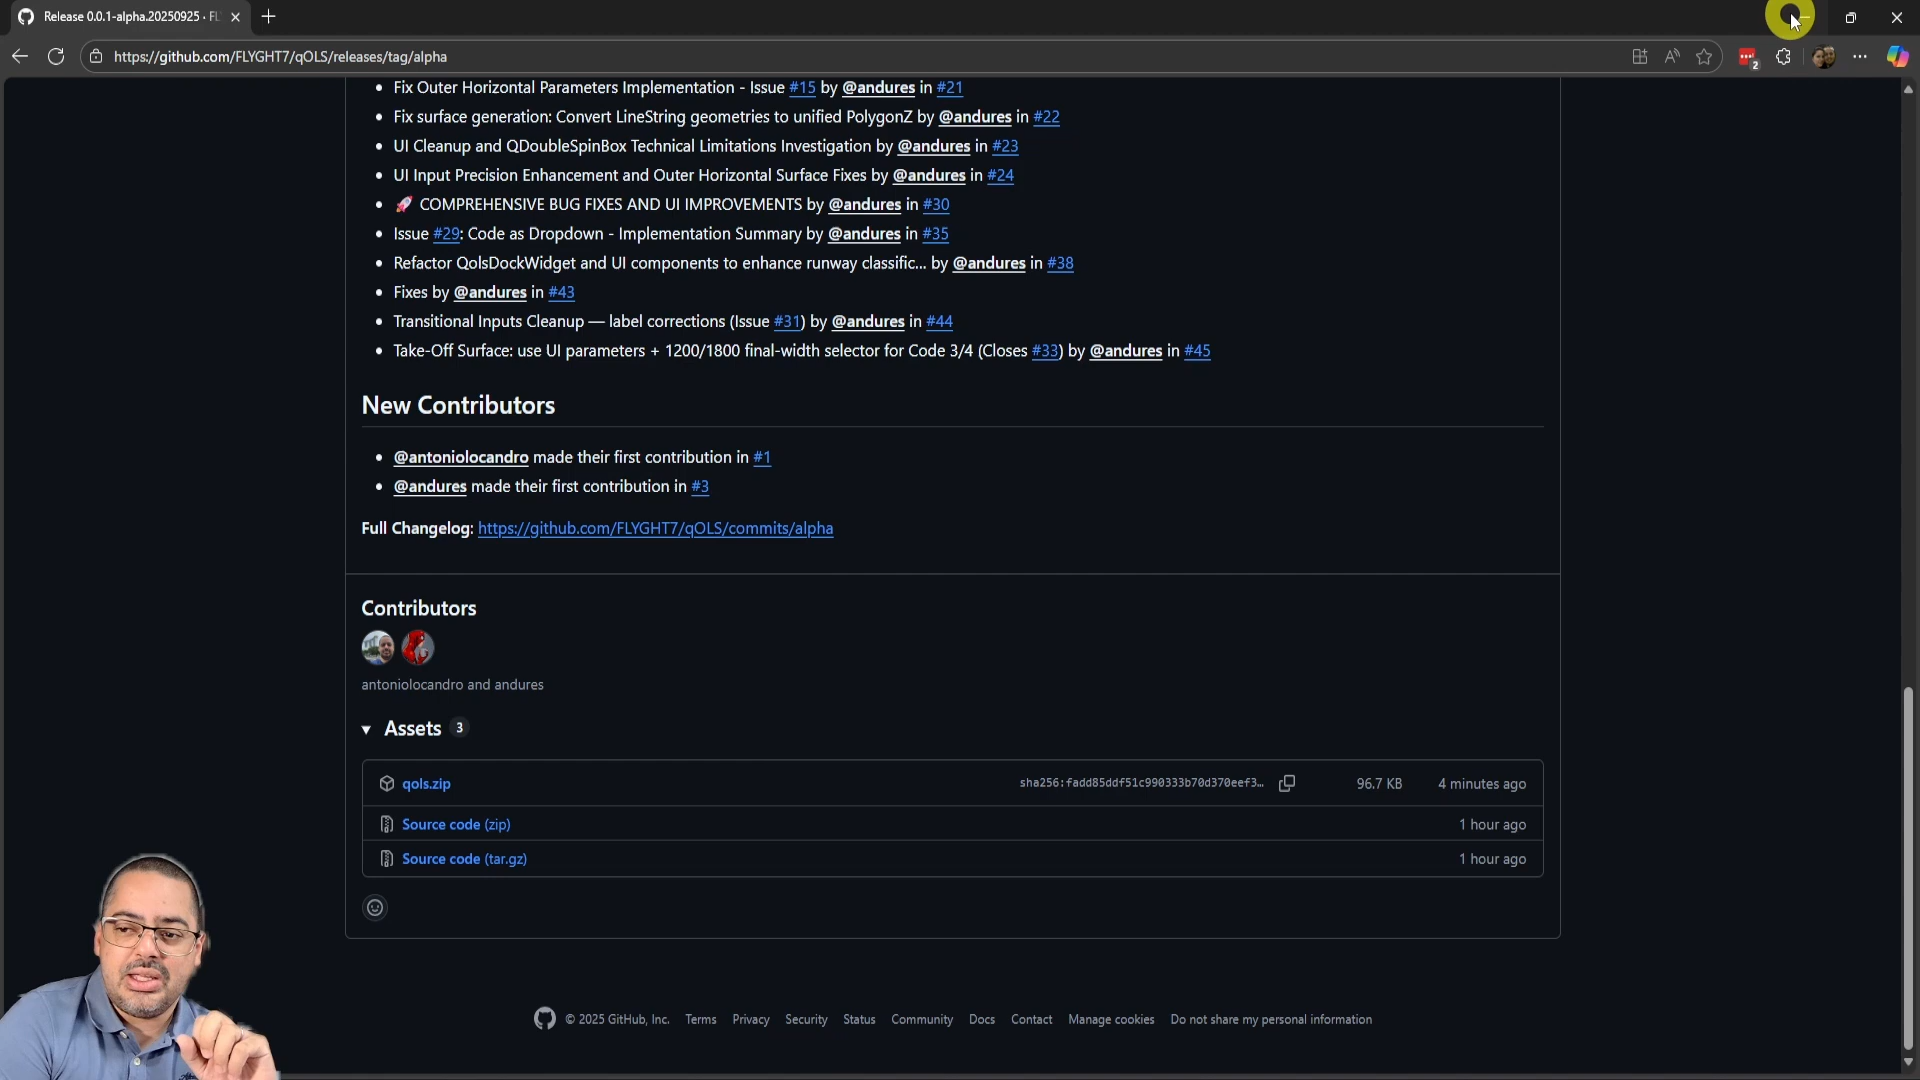 Release 0.0.1-alpha.20250925 · FL
https://github.com/FLYGHT7/qOLS/releases/tag/alpha
2
• Fix Outer Horizontal Parameters Implementation - Issue #15 by @andures in #21
• Fix surface generation: Convert LineString geometries to unified PolygonZ by @andures in #22
• UI Cleanup and QDoubleSpinBox Technical Limitations Investigation by @andures in #23
• UI Input Precision Enhancement and Outer Horizontal Surface Fixes by @andures in #24
• 🚀 COMPREHENSIVE BUG FIXES AND UI IMPROVEMENTS by @andures in #30
• Issue #29: Code as Dropdown - Implementation Summary by @andures in #35
• Refactor QolsDockWidget and UI components to enhance runway classific... by @andures in #38
• Fixes by @andures in #43
• Transitional Inputs Cleanup — label corrections (Issue #31) by @andures in #44
• Take-Off Surface: use UI parameters + 1200/1800 final-width selector for Code 3/4 (Closes #33) by @andures in #45
New Contributors
• @antoniolocandro made their first contribution in #1
• @andures made their first contribution in #3
Full Changelog: https://github.com/FLYGHT7/qOLS/commits/alpha
Contributors
antoniolocandro and andures
Assets 3
qols.zip sha256:fadd85ddf51c990333b70d370eef3… 96.7 KB 4 minutes ago
Source code (zip) 1 hour ago
Source code (tar.gz) 1 hour ago
© 2025 GitHub, Inc. Terms Privacy Security Status Community Docs Contact Manage cookies Do not share my personal information